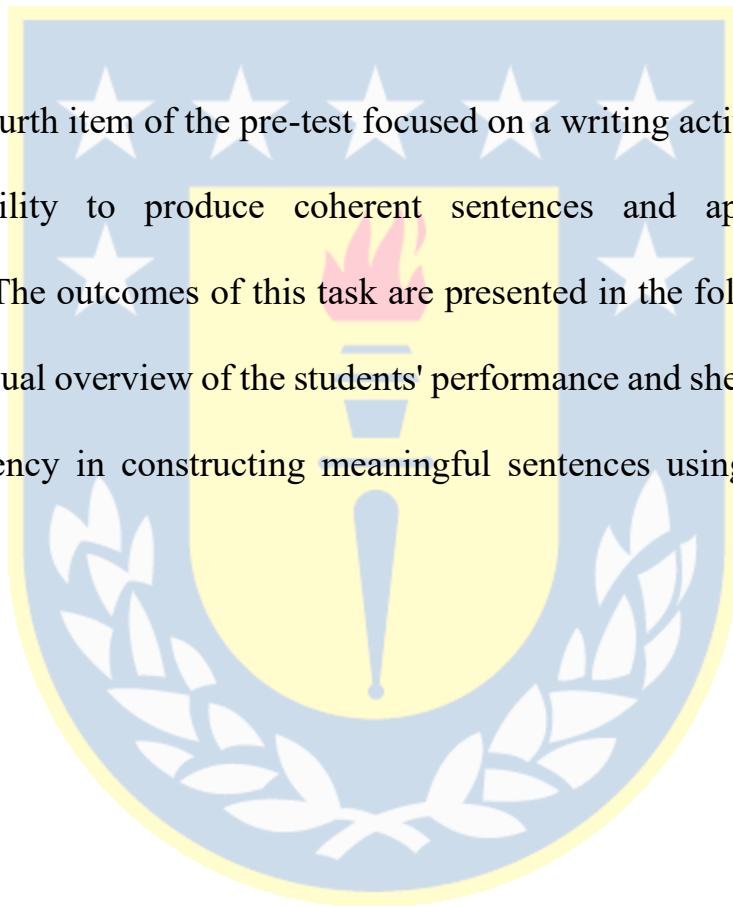 urth item of the pre-test focused on a writing acti
ility to produce coherent sentences and ap
The outcomes of this task are presented in the fol
ual overview of the students' performance and she
ency in constructing meaningful sentences using